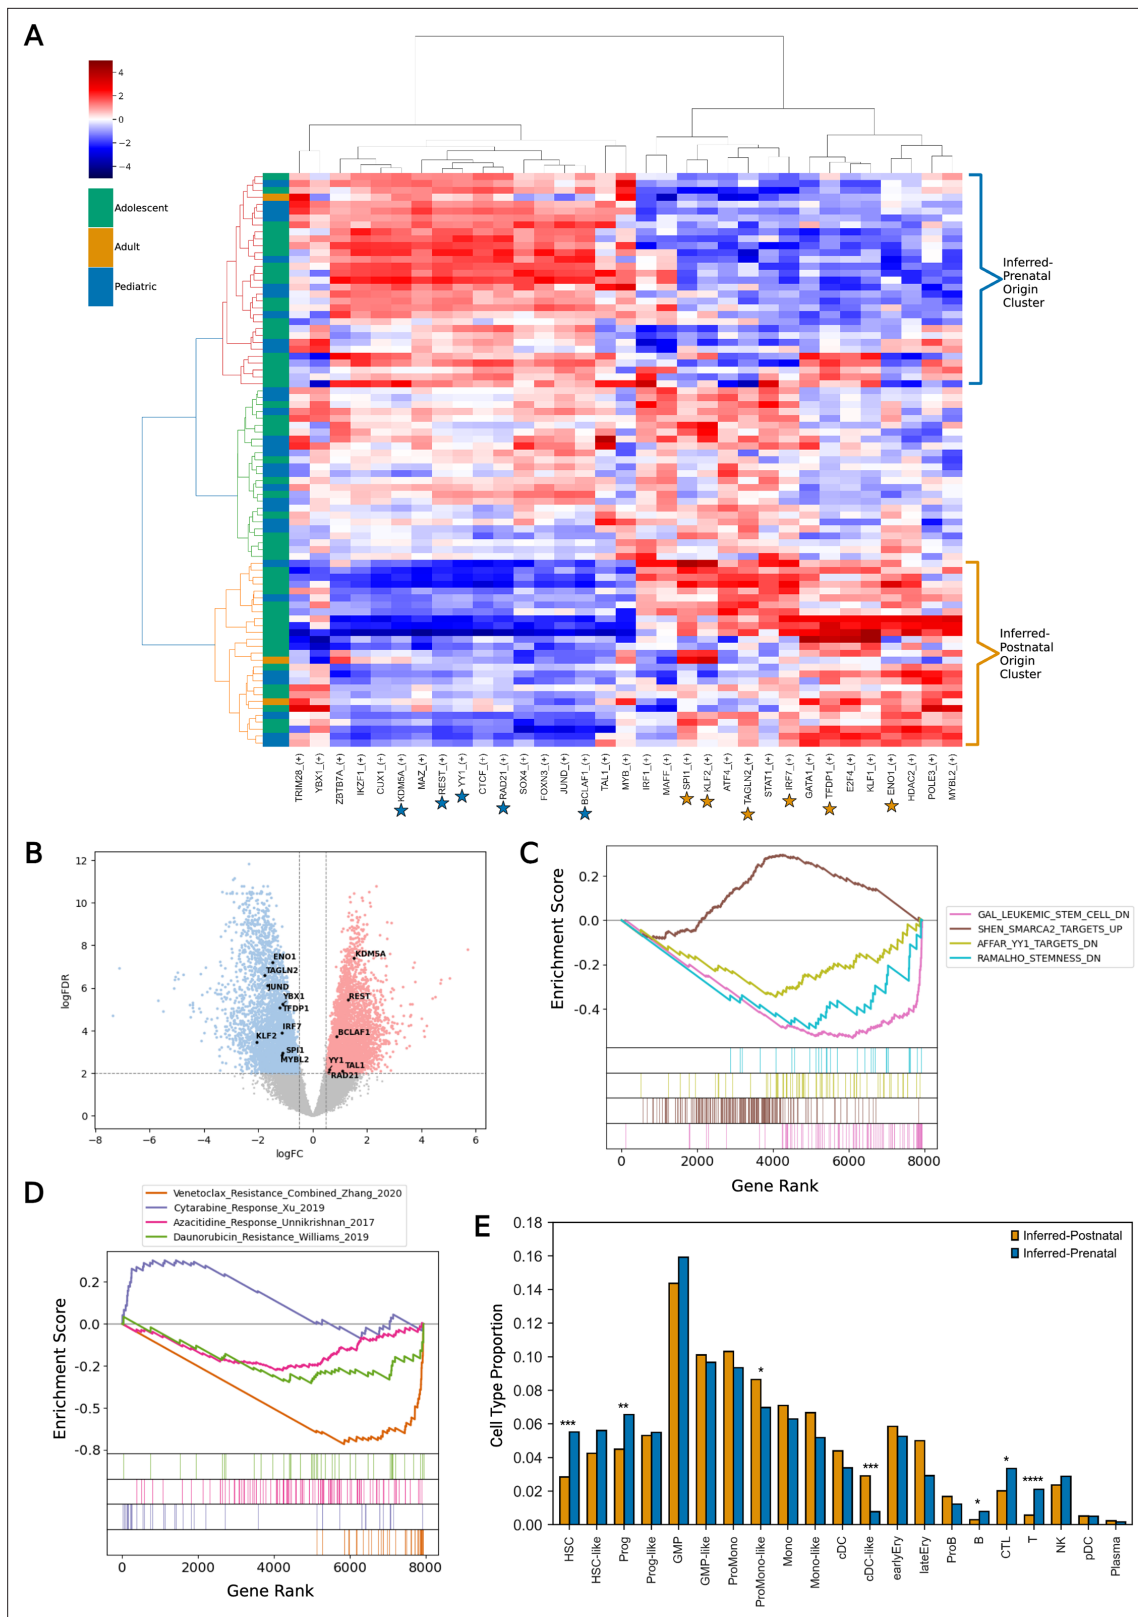 A
4
2
0
−2
−4
Adolescent
Adult
Pediatric
Inferred-
Prenatal
Origin
Cluster
Inferred-
Postnatal
Origin
Cluster
TRIM28_(+)
YBX1_(+)
ZBTB7A_(+)
IKZF1_(+)
CUX1_(+)
KDM5A_(+)
MAZ_(+)
REST_(+)
YY1_(+)
CTCF_(+)
RAD21_(+)
SOX4_(+)
FOXN3_(+)
JUND_(+)
BCLAF1_(+)
TAL1_(+)
MYB_(+)
IRF1_(+)
MAFF_(+)
SPI1_(+)
KLF2_(+)
ATF4_(+)
TAGLN2_(+)
STAT1_(+)
IRF7_(+)
GATA1_(+)
TFDP1_(+)
E2F4_(+)
KLF1_(+)
ENO1_(+)
HDAC2_(+)
POLE3_(+)
MYBL2_(+)
B
12
10
8
6
4
2
0
logFDR
ENO1
TAGLN2
JUND
YBX1
TFDP1
IRF7
KLF2
SPI1
MYBL2
KDM5A
REST
BCLAF1
YY1
TAL1
RAD21
−8 −6 −4 −2 0 2 4 6
logFC
C
0.2
0.0
−0.2
−0.4
Enrichment Score
GAL_LEUKEMIC_STEM_CELL_DN
SHEN_SMARCA2_TARGETS_UP
AFFAR_YY1_TARGETS_DN
RAMALHO_STEMNESS_DN
0 2000 4000 6000 8000
Gene Rank
D
Venetoclax_Resistance_Combined_Zhang_2020
Cytarabine_Response_Xu_2019
Azacitidine_Response_Unnikrishnan_2017
Daunorubicin_Resistance_Williams_2019
0.2
0.0
−0.2
−0.5
−0.8
Enrichment Score
0 2000 4000 6000 8000
Gene Rank
E
0.18
0.16
0.14
0.12
0.10
0.08
0.06
0.04
0.02
0.00
Cell Type Proportion
Inferred-Postnatal
Inferred-Prenatal
***
**
*
***
*
*
****
HSC
HSC-like
Prog
Prog-like
GMP
GMP-like
ProMono
ProMono-like
Mono
Mono-like
cDC
cDC-like
earlyEry
lateEry
ProB
B
CTL
T
NK
pDC
Plasma